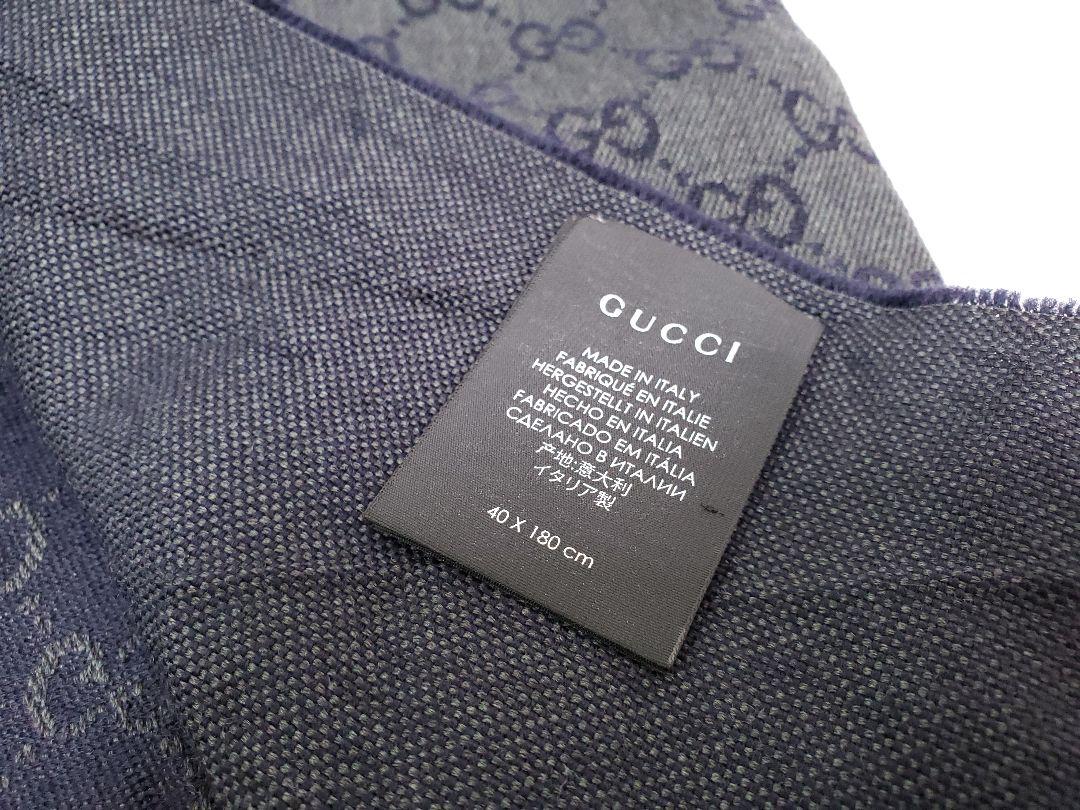 GUCCI
MADE IN ITALY
FABRIQUÉ EN ITALIE
HERGESTELLT IN ITALIEN
HECHO EN ITALIA
FABRICADO EM ITÁLIA
СДЕЛАНО В ИТАЛИИ
产地:意大利
イタリア製
40 X 180 cm